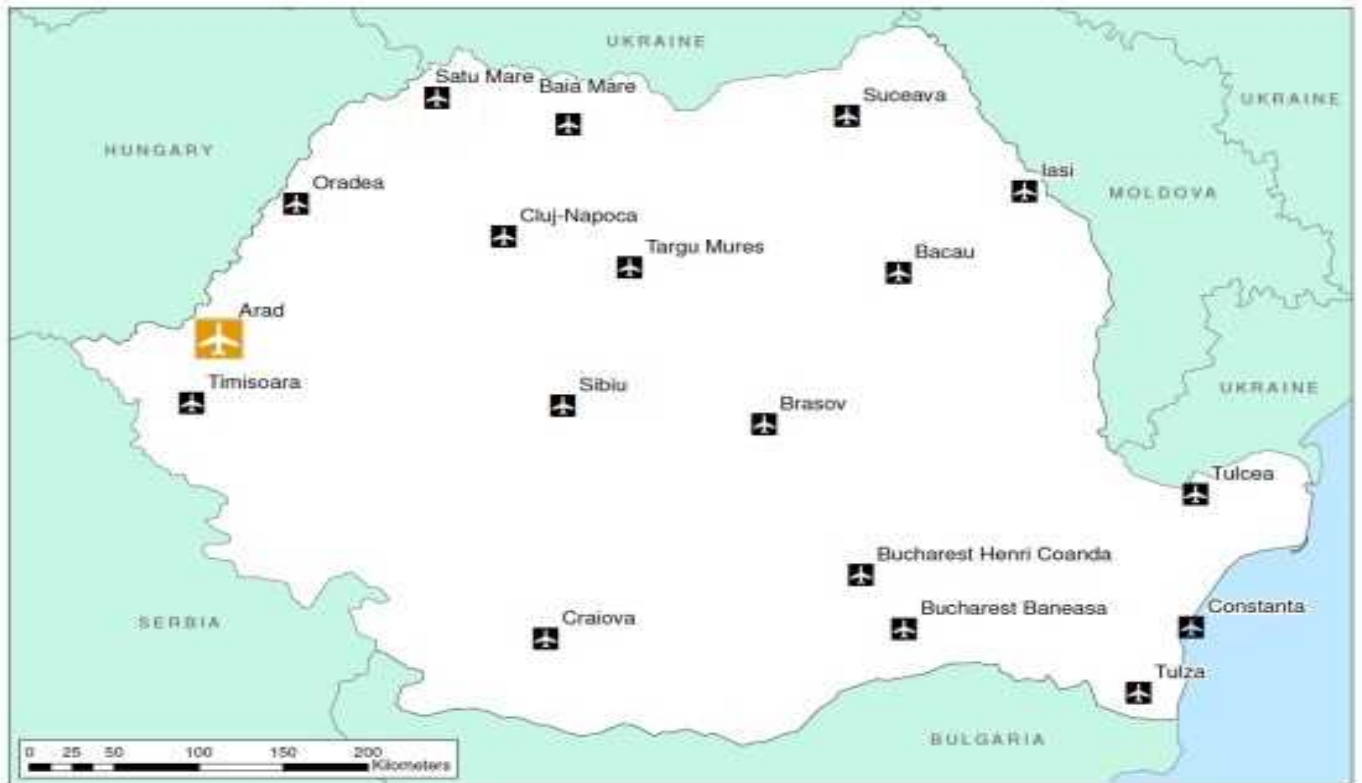 UKRAINE
Satu Mare
Baia Mare
Suceava
UKRAINE
HUNGARY
Oradea
Iasi
MOLDOVA
Cluj-Napoca
Targu Mures
Bacau
Arad
Timisoara
Sibiu
Brasov
UKRAINE
Tulcea
Bucharest Henri Coanda
Bucharest Baneasa
Constanta
SERBIA
Craiova
Tulza
BULGARIA
0 25 50 100 150 200
Kilometers